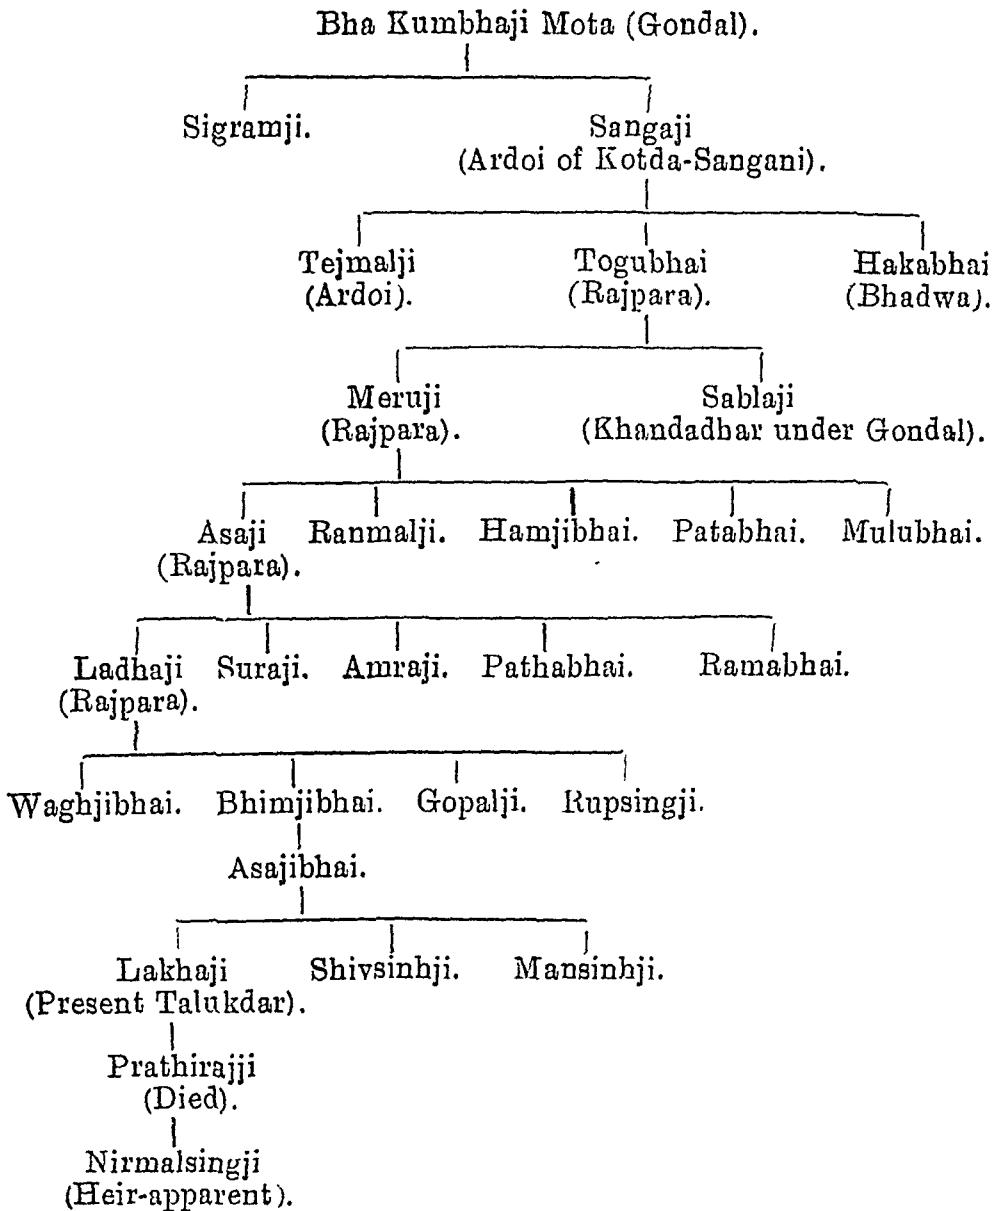 Bha Kumbhaji Mota (Gondal).
Sigramji. Sangaji
(Ardoi of Kotda-Sangani).
Tejmalji Togubhai Hakabhai
(Ardoi). (Rajpara). (Bhadwa).
Meruji Sablaji
(Rajpara). (Khandadhar under Gondal).
Asaji Ranmalji. Hamjibhai. Patabhai. Mulubhai.
(Rajpara).
Ladhaji Suraji. Amraji. Pathabhai. Ramabhai.
(Rajpara).
Waghjibhai. Bhimjibhai. Gopalji. Rupsingji.
Asajibhai.
Lakhaji Shivsinhji. Mansinhji.
(Present Talukdar).
Prathirajji
(Died).
Nirmalsingji
(Heir-apparent).